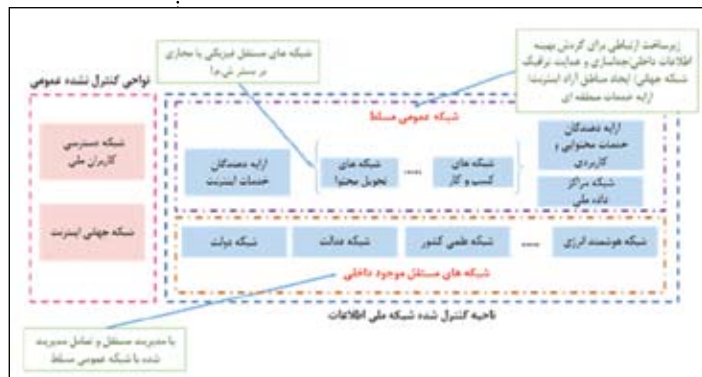 زیرساخت ارتباطی برای گردش بهینه
اطلاعات داخلی/جداسازی و هدایت ترافیک
شبکه جهانی/ ایجاد مناطق آزاد اینترنت/
ارایه خدمات منطقه ای
شبکه های مستقل فیزیکی یا مجازی
در بستر ش.م.ا
نواحی کنترل نشده عمومی
شبکه دسترسی
کاربران ملی
شبکه جهانی اینترنت
شبکه عمومی مسلط
ارایه دهندگان
خدمات محتوایی و
کاربردی
شبکه مراکز
داده ملی
شبکه های
کسب و کار
.....
شبکه های
تحویل محتوا
ارایه دهندگان
خدمات اینترنت
شبکه هوشمند انرژی
.....
شبکه علمی کشور
شبکه عدالت
شبکه دولت
شبکه های مستقل موجود داخلی
ناحیه کنترل شده شبکه ملی اطلاعات
با مدیریت مستقل و تعامل مدیریت
شده با شبکه عمومی مسلط